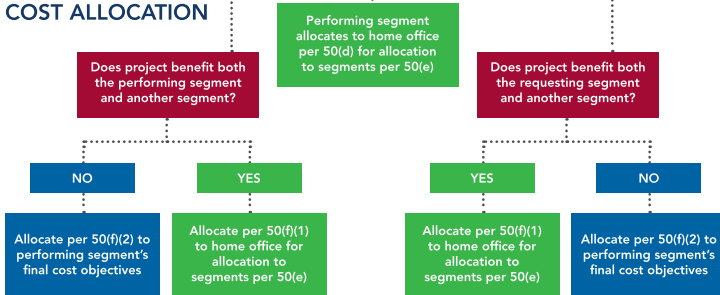 COST ALLOCATION
Performing segment
allocates to home office
per 50(d) for allocation
to segments per 50(e)
Does project benefit both
the performing segment
and another segment?
Does project benefit both
the requesting segment
and another segment?
NO
YES
YES
NO
Allocate per 50(f)(2) to
performing segment's
final cost objectives
Allocate per 50(f)(1)
to home office for
allocation to
segments per 50(e)
Allocate per 50(f)(1)
to home office for
allocation to
segments per 50(e)
Allocate per 50(f)(2) to
performing segment's
final cost objectives